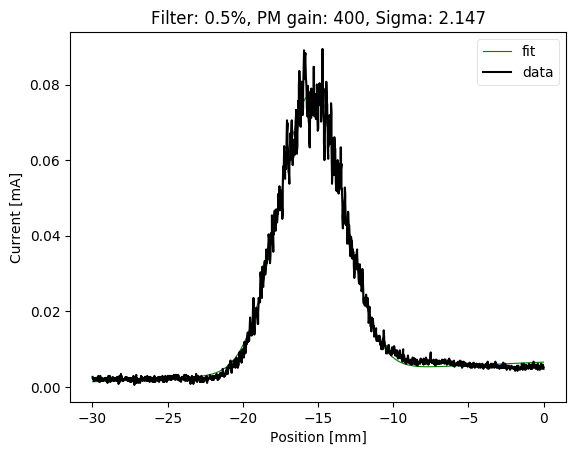 Filter: 0.5%, PM gain: 400, Sigma: 2.147
fit
data
0.08
0.06
0.04
0.02
0.00
Current [mA]
−30
−25
−20
−15
−10
−5
0
Position [mm]